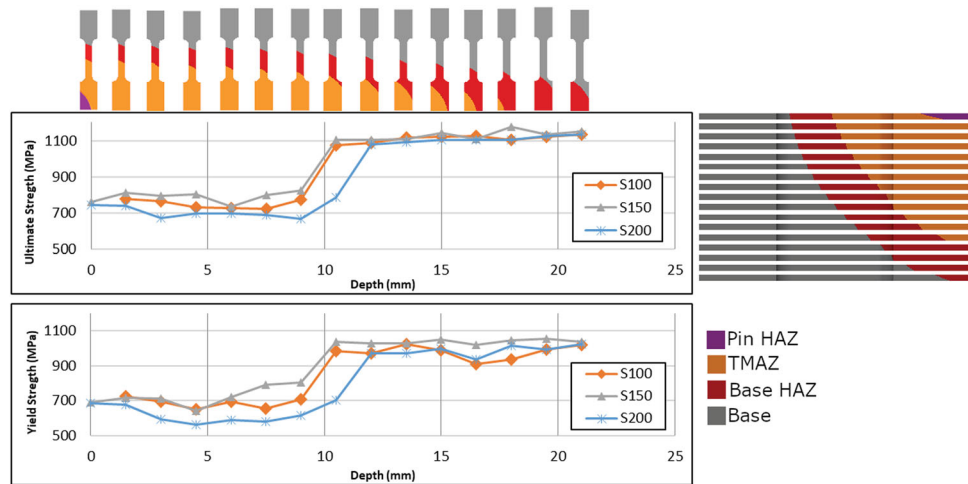 Ultimate Stregth (MPa)
1100
900
700
500
0
5
10
15
20
25
Depth (mm)
S100
S150
S200
Yield Stregth (MPa)
1100
900
700
500
0
5
10
15
20
25
Depth (mm)
S100
S150
S200
Pin HAZ
TMAZ
Base HAZ
Base